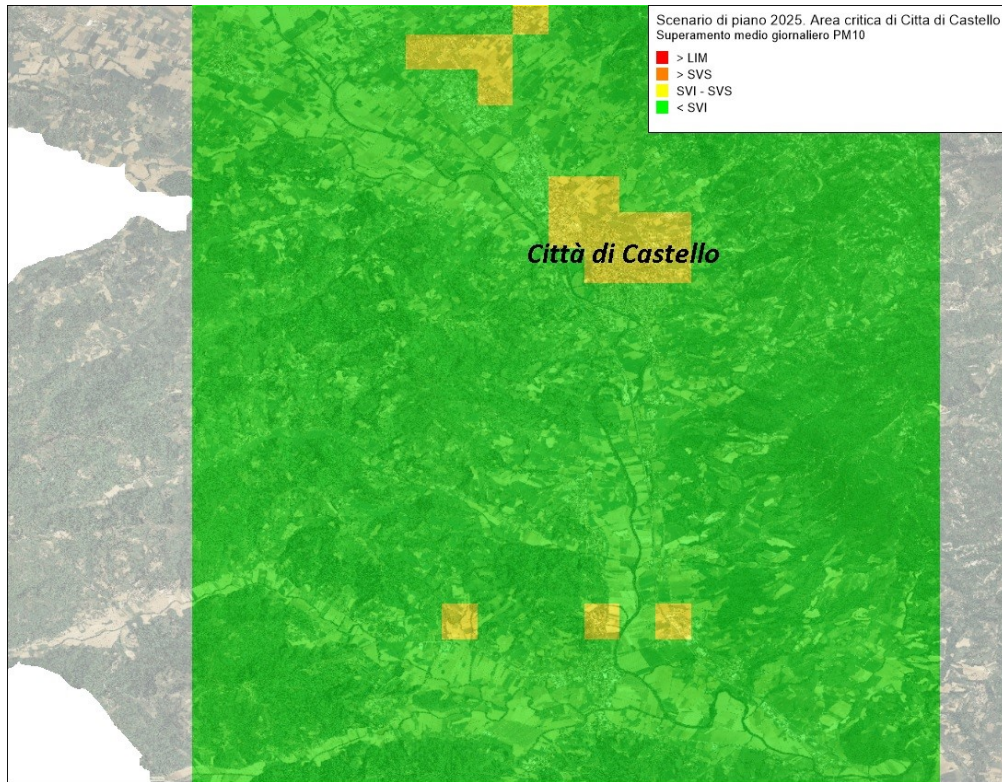 Scenario di piano 2025. Area critica di Citta di Castello
Superamento medio giornaliero PM10
> LIM
> SVS
SVI - SVS
< SVI
Città di Castello